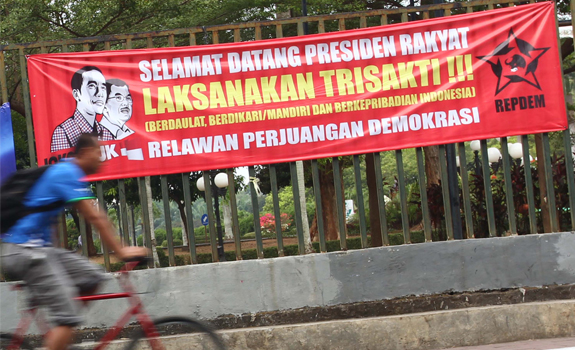 SELAMAT DATANG PRESIDEN RAKYAT
LAKSANAKAN TRISAKTI !!!
(BERDAULAT, BERDIKARI/MANDIRI DAN BERKEPRIBADIAN INDONESIA)
RELAWAN PERJUANGAN DEMOKRASI
REPDEM